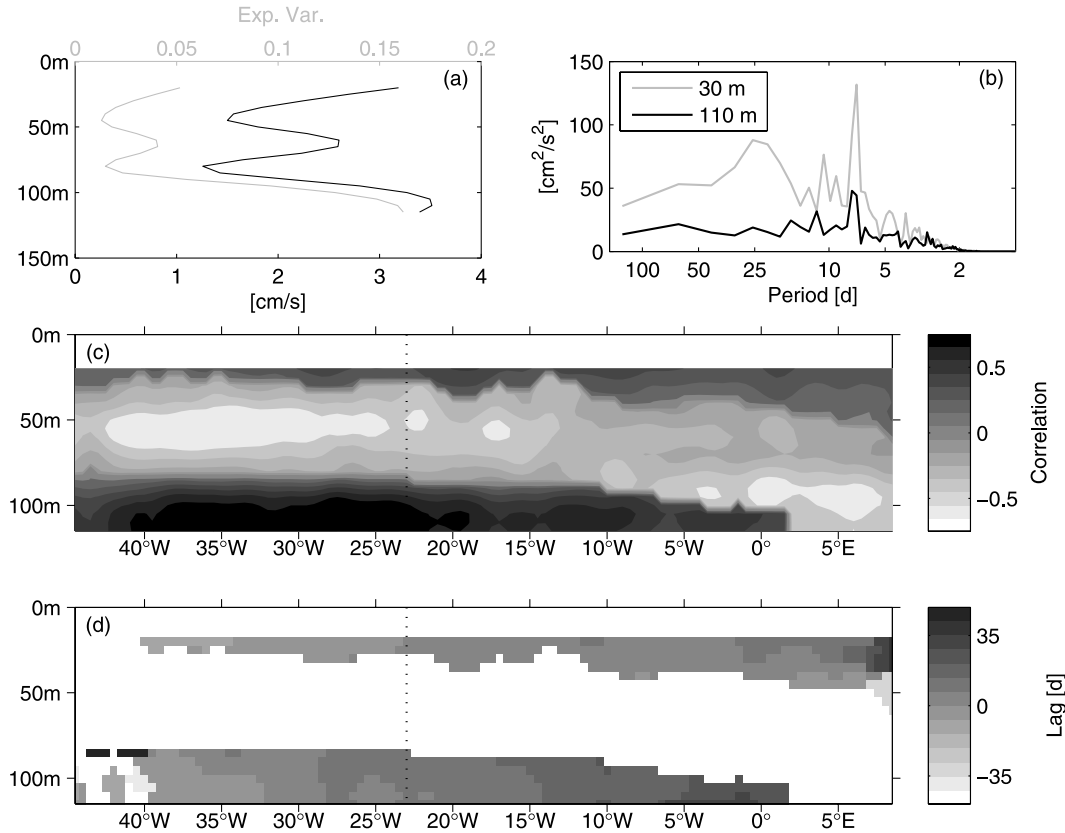 Exp. Var.
0 0.05 0.1 0.15 0.2
0m
50m
100m
150m
(a)
0 1 2 3 4
[cm/s]
150
100
50
0
[cm²/s²]
(b)
30 m
110 m
100 50 25 10 5 2
Period [d]
0m
50m
100m
(c)
40°W 35°W 30°W 25°W 20°W 15°W 10°W 5°W 0° 5°E
0.5
0
−0.5
Correlation
0m
50m
100m
(d)
40°W 35°W 30°W 25°W 20°W 15°W 10°W 5°W 0° 5°E
35
0
−35
Lag [d]